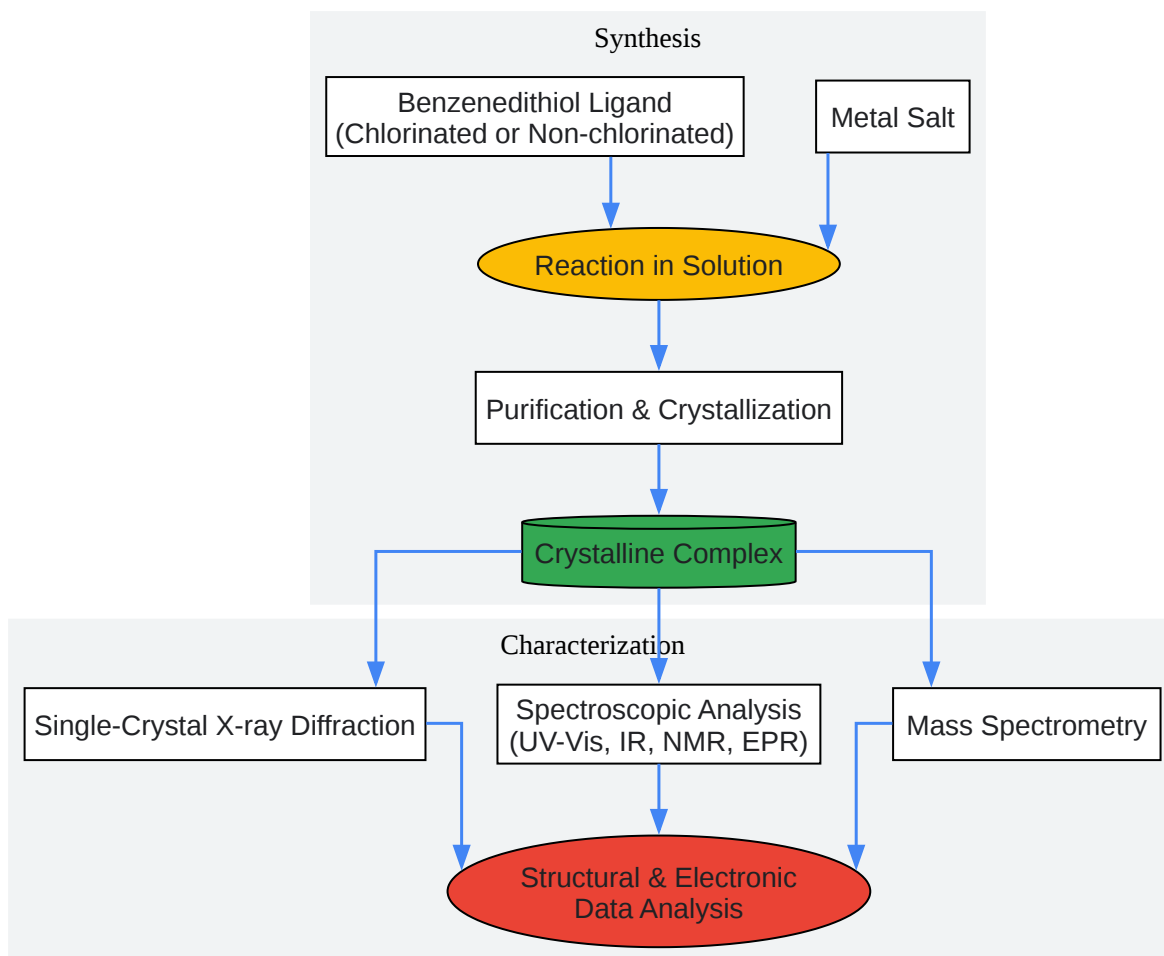 Synthesis
Benzenedithiol Ligand
(Chlorinated or Non-chlorinated)
Metal Salt
Reaction in Solution
Purification & Crystallization
Crystalline Complex
Characterization
Single-Crystal X-ray Diffraction
Spectroscopic Analysis
(UV-Vis, IR, NMR, EPR)
Mass Spectrometry
Structural & Electronic
Data Analysis